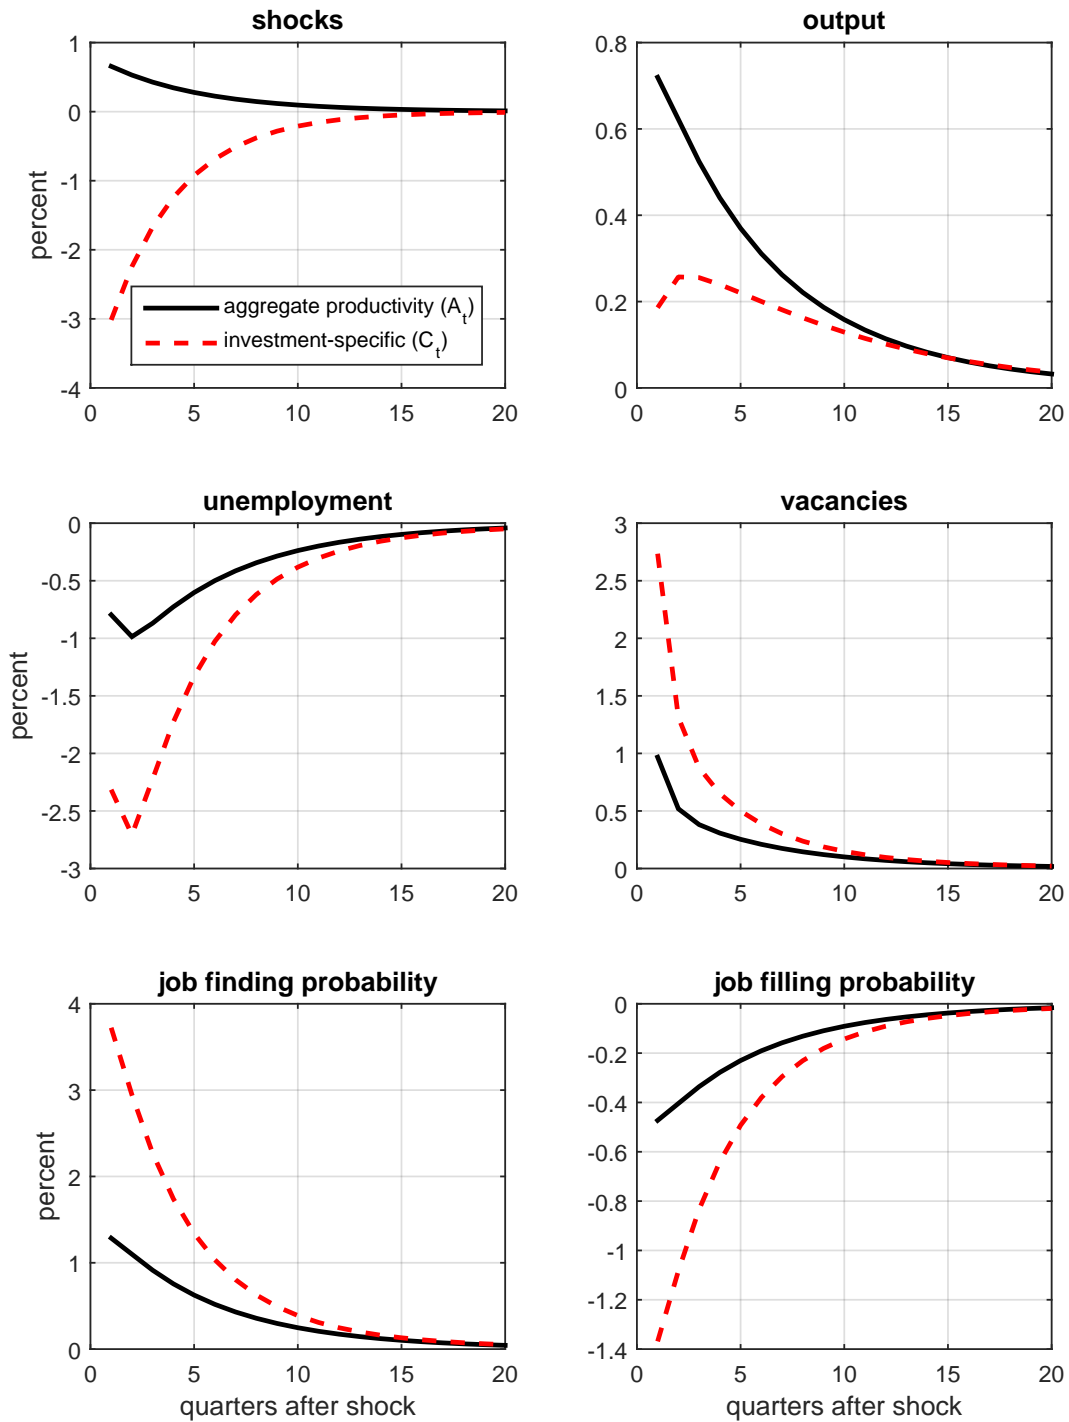 shocks
1
0
-1
-2
-3
-4
percent
aggregate productivity (A_t)
investment-specific (C_t)
0 5 10 15 20
output
0.8
0.6
0.4
0.2
0
0 5 10 15 20
unemployment
0
-0.5
-1
-1.5
-2
-2.5
-3
percent
0 5 10 15 20
vacancies
3
2.5
2
1.5
1
0.5
0
0 5 10 15 20
job finding probability
4
3
2
1
0
percent
0 5 10 15 20
quarters after shock
job filling probability
0
-0.2
-0.4
-0.6
-0.8
-1
-1.2
-1.4
0 5 10 15 20
quarters after shock